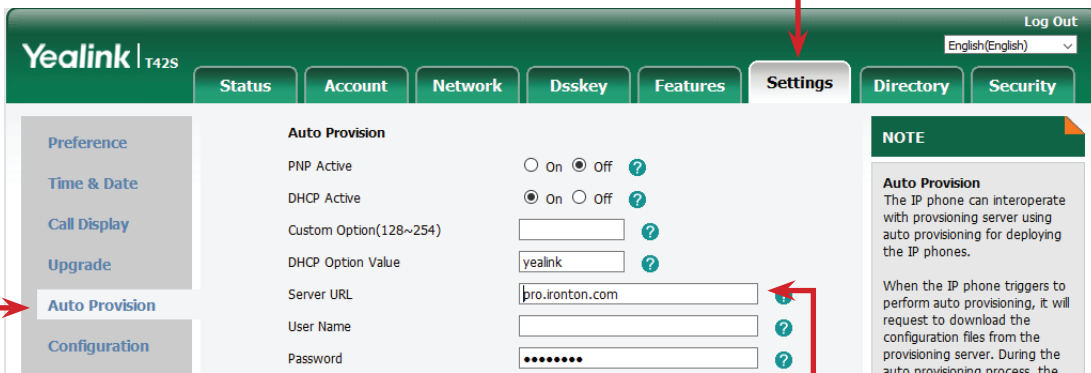 Log Out
Yealink | T42S
English(English)
Status Account Network Dsskey Features Settings Directory Security
Preference
Time & Date
Call Display
Upgrade
Auto Provision
Configuration
Auto Provision
PNP Active On Off ?
DHCP Active On Off ?
Custom Option(128~254) ?
DHCP Option Value yealink ?
Server URL pro.ironton.com ?
User Name ?
Password •••••••• ?
NOTE
Auto Provision
The IP phone can interoperate
with provsioning server using
auto provisioning for deploying
the IP phones.
When the IP phone triggers to
perform auto provisioning, it will
request to download the
configuration files from the
provisioning server. During the
auto provisioning process, the